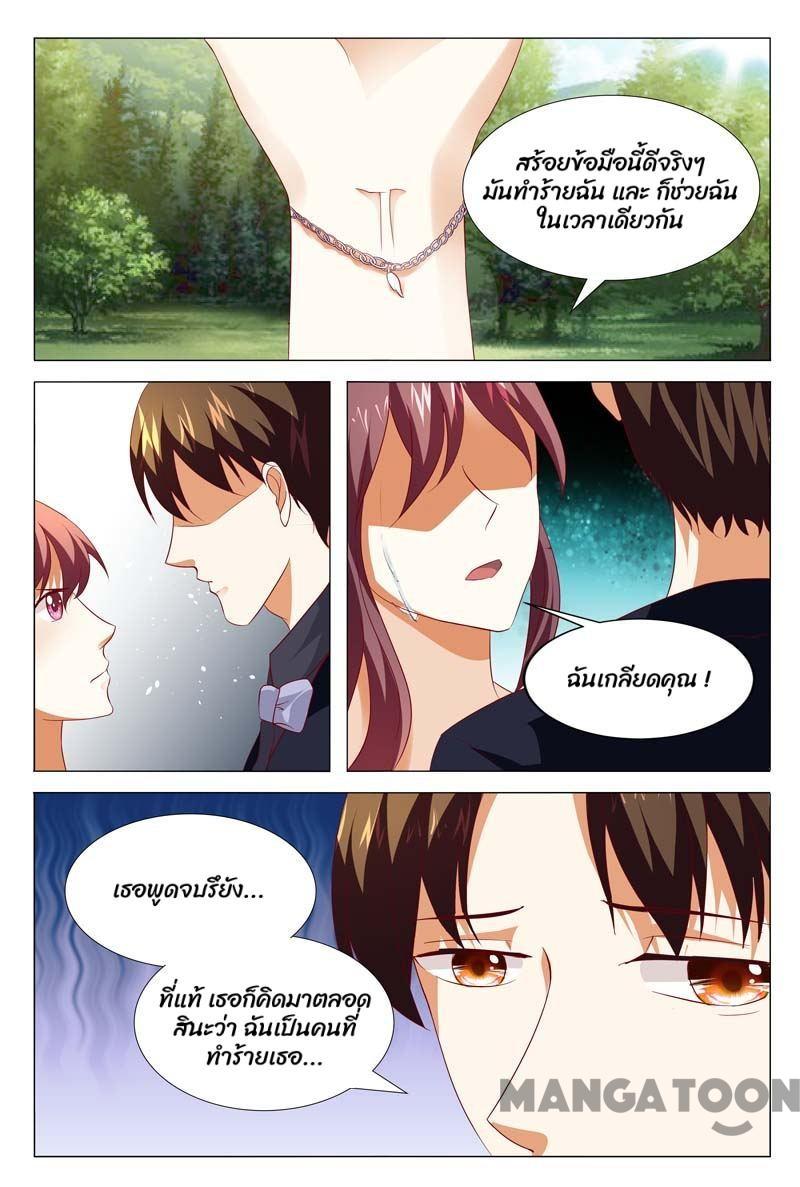 สร้อยข้อมือนี้ดีจริงๆ
มันทำร้ายฉัน และ ก็ช่วยฉัน
ในเวลาเดียวกัน
ฉันเกลียดคุณ !
เธอพูดจบรึยัง...
ที่แท้ เธอก็คิดมาตลอด
สินะว่า ฉันเป็นคนที่
ทำร้ายเธอ...
MANGATOON